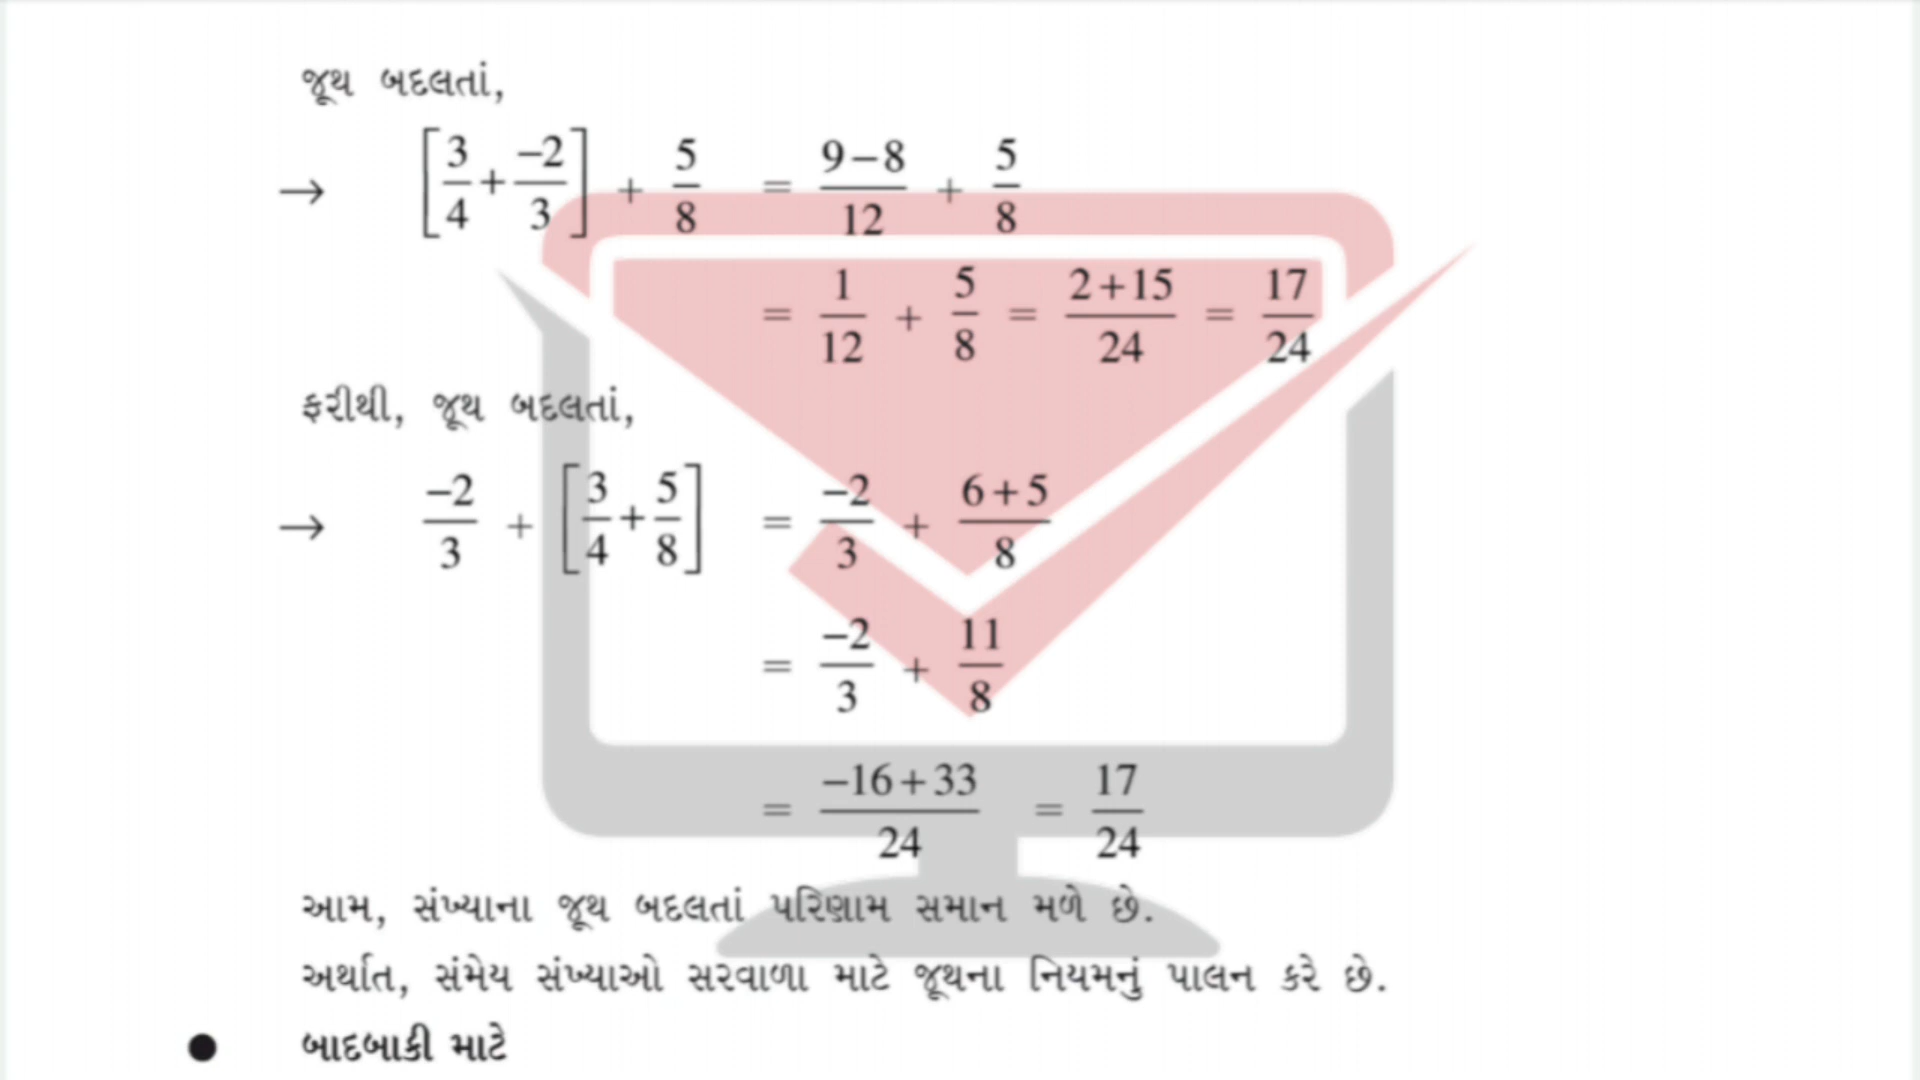 જૂથ બદલતાં,
→ [3/4 + −2/3] + 5/8 = 9−8/12 + 5/8
= 1/12 + 5/8 = 2+15/24 = 17/24
ફરીથી, જૂથ બદલતાં,
→ −2/3 + [3/4 + 5/8] = −2/3 + 6+5/8
= −2/3 + 11/8
= −16+33/24 = 17/24
આમ, સંખ્યાના જૂથ બદલતાં પરિણામ સમાન મળે છે.
અર્થાત, સંમેય સંખ્યાઓ સરવાળા માટે જૂથના નિયમનું પાલન કરે છે.
● બાદબાકી માટે